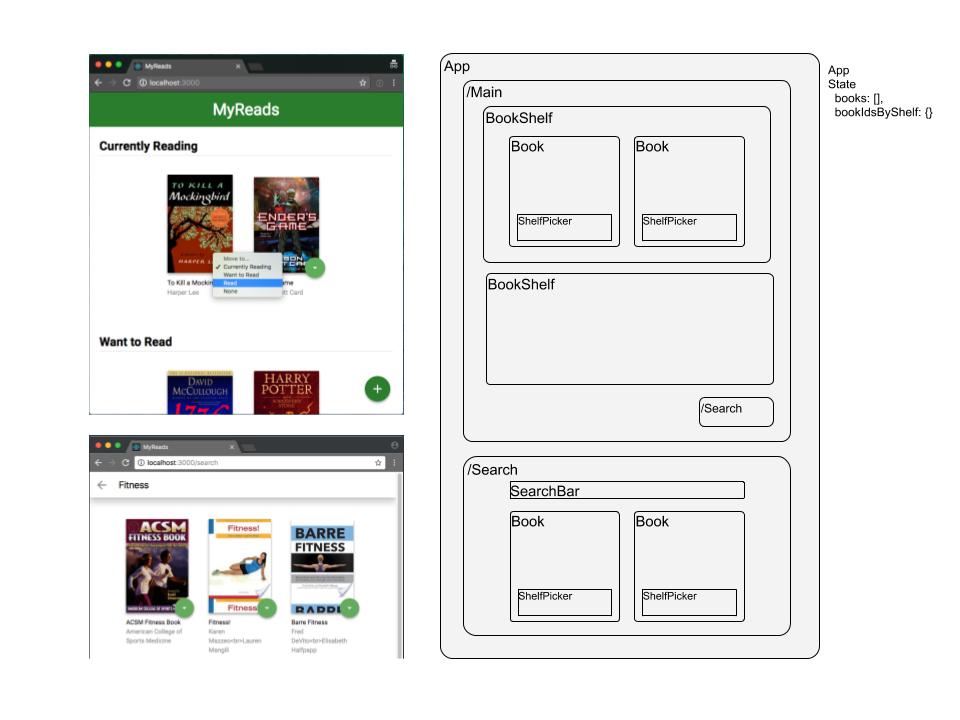 MyReads
localhost:3000
MyReads
Currently Reading
TO KILL A
Mockingbird
HARPER L
ENDER'S
GAME
Move to...
✓ Currently Reading
Want to Read
Read
None
To Kill a Mockin
Harper Lee
me
tt Card
Want to Read
DAVID
McCULLOUGH
1776
HARRY
POTTER
+
MyReads
localhost:3000/search
Fitness
ACSM
FITNESS BOOK
Fitness!
Fitness!
BARRE
FITNESS
BARRE
ACSM Fitness Book
American College of
Sports Medicine
Fitness!
Karen
Mazzeo<br>Lauren
Mangili
Barre Fitness
Fred
DeVito<br>Elisabeth
Halfpapp
App
/Main
BookShelf
Book
ShelfPicker
Book
ShelfPicker
BookShelf
/Search
/Search
SearchBar
Book
ShelfPicker
Book
ShelfPicker
App
State
books: [],
bookIdsByShelf: {}